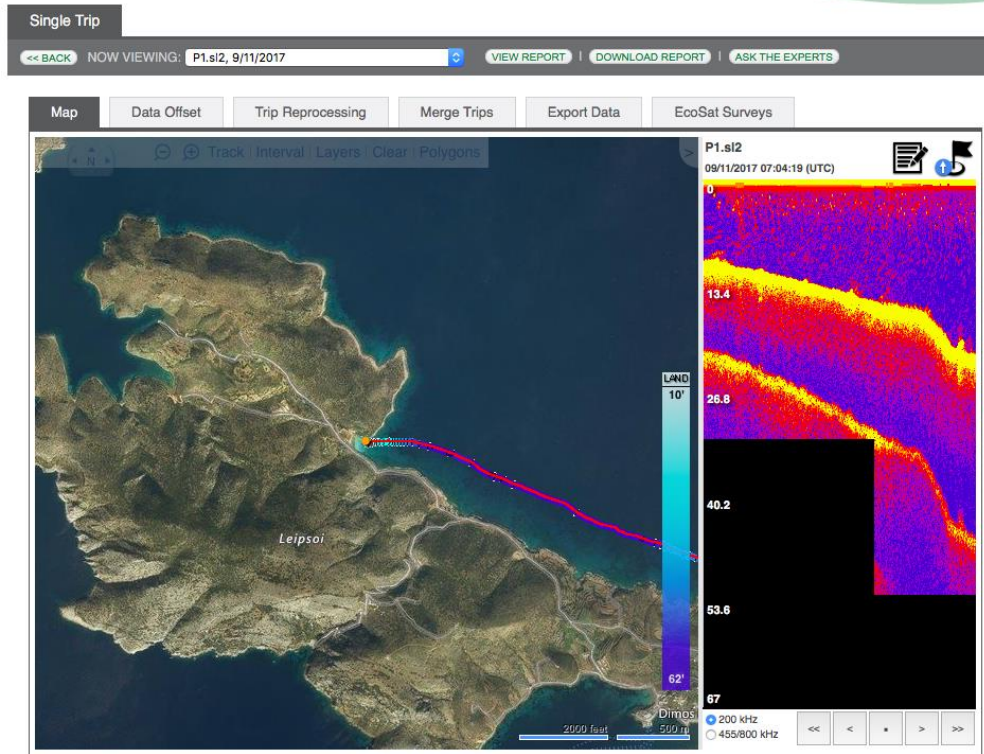 Single Trip
<< BACK NOW VIEWING: P1.sl2, 9/11/2017 VIEW REPORT | DOWNLOAD REPORT | ASK THE EXPERTS
Map Data Offset Trip Reprocessing Merge Trips Export Data EcoSat Surveys
N Track | Interval | Layers | Clear | Polygons >
P1.sl2
09/11/2017 07:04:19 (UTC)
0
13.4
26.8
40.2
53.6
67
LAND
10'
62'
Leipsoi
Dimos
2000 feet 500 m
200 kHz
455/800 kHz
<< < > >>